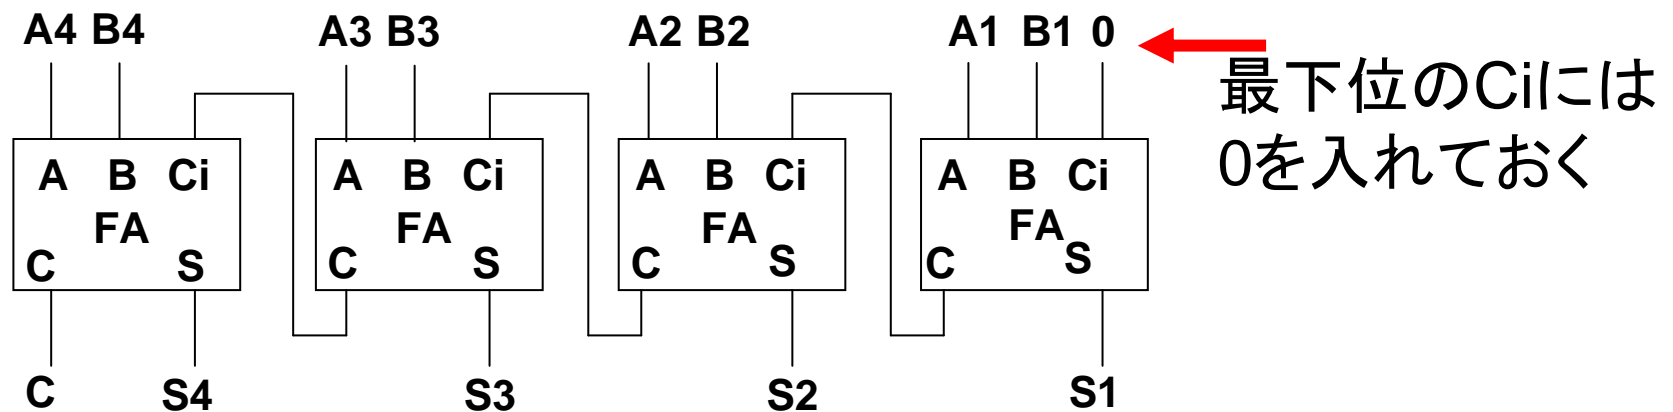 A4 B4 A3 B3 A2 B2 A1 B1 0
最下位のCiには
0を入れておく
A B Ci A B Ci A B Ci A B Ci
FA FA FA FA
C S C S C S C S
C S4 S3 S2 S1